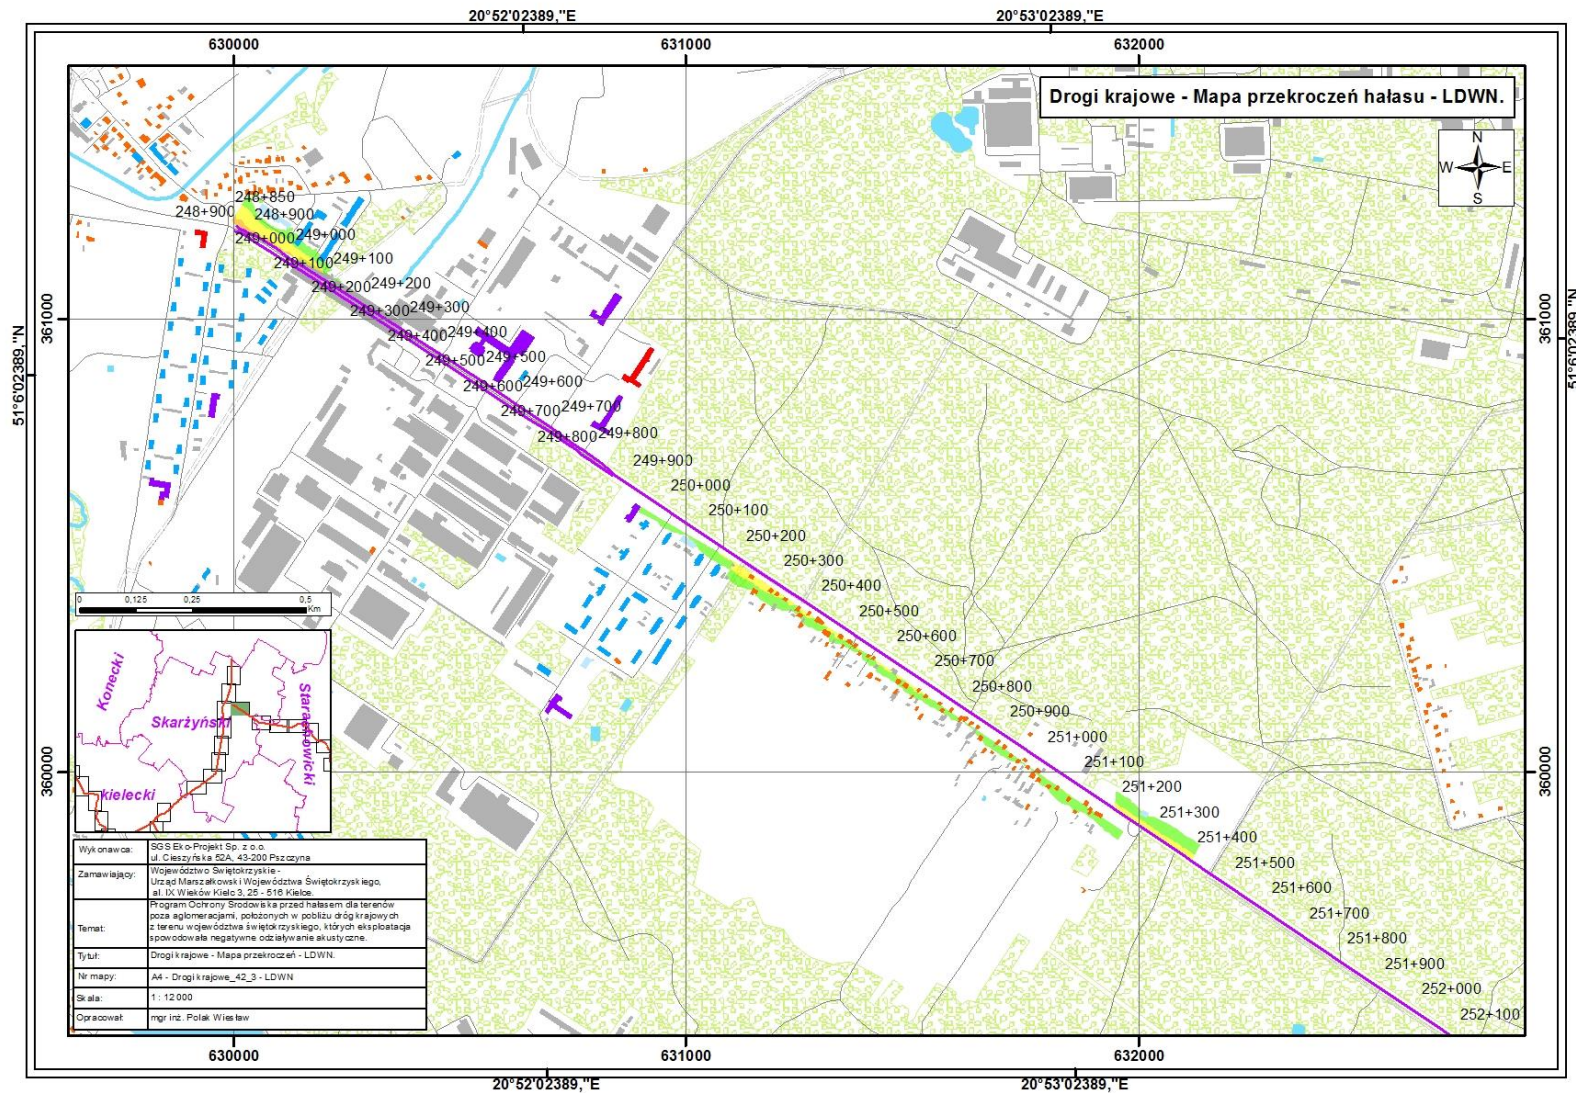 20°52'02389,"E
20°53'02389,"E
630000
631000
632000
Drogi krajowe - Mapa przekroczeń hałasu - LDWN.
N
W
E
S
51°6'02389,"N
361000
360000
361000
360000
51°6'02389,"N
248+850
248+900
248+900
249+000
249+000
249+100
249+100
249+200
249+200
249+300
249+300
249+400
249+400
249+500
249+500
249+600
249+600
249+700
249+700
249+800
249+800
249+900
250+000
250+100
250+200
250+300
250+400
250+500
250+600
250+700
250+800
250+900
251+000
251+100
251+200
251+300
251+400
251+500
251+600
251+700
251+800
251+900
252+000
252+100
0
0,125
0,25
0,5
Km
Konecki
Skarżyński
Starachowicki
kielecki
Wykonawca:
SGS Eko-Projekt Sp. z o.o.
ul. Cieszyńska 52A, 43-200 Pszczyna
Zamawiający:
Województwo Świętokrzyskie -
Urząd Marszałkowski Województwa Świętokrzyskiego,
al. IX Wieków Kielc 3, 25 - 516 Kielce.
Temat:
Program Ochrony Środowiska przed hałasem dla terenów
poza aglomeracjami, położonych w pobliżu dróg krajowych
z terenu województwa świętokrzyskiego, których eksploatacja
spowodowała negatywne odziaływanie akustyczne.
Tytuł:
Drogi krajowe - Mapa przekroczeń - LDWN.
Nr mapy:
A4 - Drogi krajowe_42_3 - LDWN
Skala:
1 : 12 000
Opracował:
mgr inż. Polak Wiesław
630000
631000
632000
20°52'02389,"E
20°53'02389,"E